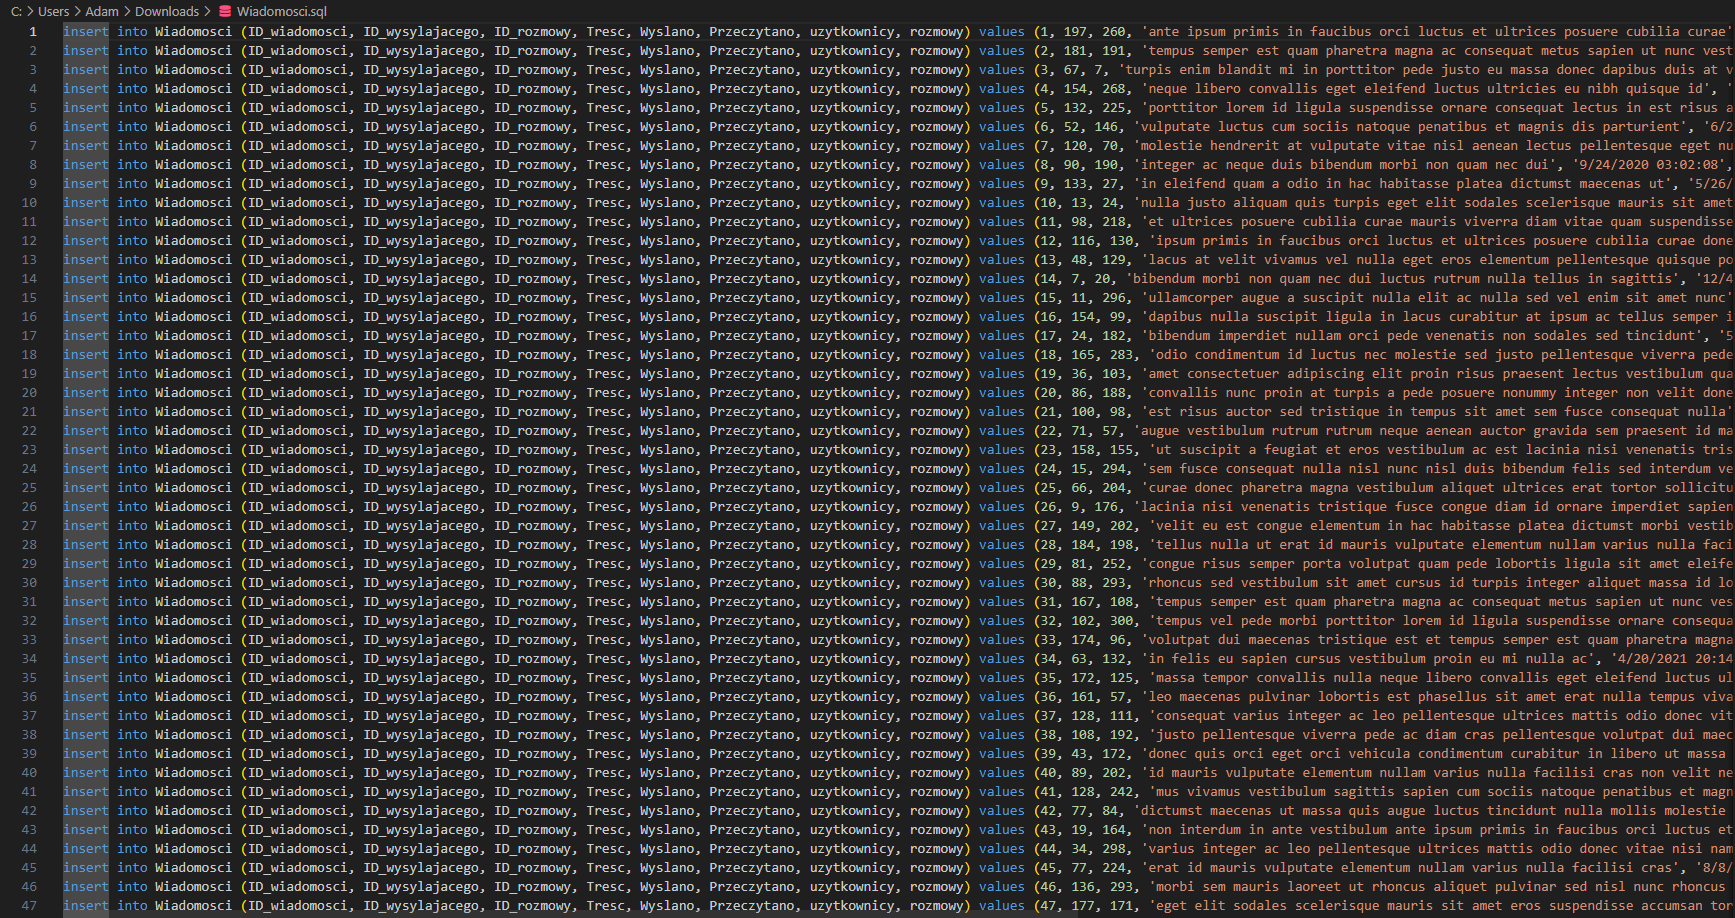 C: > Users > Adam > Downloads > Wiadomosci.sql
1 insert into Wiadomosci (ID_wiadomosci, ID_wysylajacego, ID_rozmowy, Tresc, Wyslano, Przeczytano, uzytkownicy, rozmowy) values (1, 197, 260, 'ante ipsum primis in faucibus orci luctus et ultrices posuere cubilia curae'
2 insert into Wiadomosci (ID_wiadomosci, ID_wysylajacego, ID_rozmowy, Tresc, Wyslano, Przeczytano, uzytkownicy, rozmowy) values (2, 181, 191, 'tempus semper est quam pharetra magna ac consequat metus sapien ut nunc vest
3 insert into Wiadomosci (ID_wiadomosci, ID_wysylajacego, ID_rozmowy, Tresc, Wyslano, Przeczytano, uzytkownicy, rozmowy) values (3, 67, 7, 'turpis enim blandit mi in porttitor pede justo eu massa donec dapibus duis at v
4 insert into Wiadomosci (ID_wiadomosci, ID_wysylajacego, ID_rozmowy, Tresc, Wyslano, Przeczytano, uzytkownicy, rozmowy) values (4, 154, 268, 'neque libero convallis eget eleifend luctus ultricies eu nibh quisque id', '
5 insert into Wiadomosci (ID_wiadomosci, ID_wysylajacego, ID_rozmowy, Tresc, Wyslano, Przeczytano, uzytkownicy, rozmowy) values (5, 132, 225, 'porttitor lorem id ligula suspendisse ornare consequat lectus in est risus a
6 insert into Wiadomosci (ID_wiadomosci, ID_wysylajacego, ID_rozmowy, Tresc, Wyslano, Przeczytano, uzytkownicy, rozmowy) values (6, 52, 146, 'vulputate luctus cum sociis natoque penatibus et magnis dis parturient', '6/2
7 insert into Wiadomosci (ID_wiadomosci, ID_wysylajacego, ID_rozmowy, Tresc, Wyslano, Przeczytano, uzytkownicy, rozmowy) values (7, 120, 70, 'molestie hendrerit at vulputate vitae nisl aenean lectus pellentesque eget nu
8 insert into Wiadomosci (ID_wiadomosci, ID_wysylajacego, ID_rozmowy, Tresc, Wyslano, Przeczytano, uzytkownicy, rozmowy) values (8, 90, 190, 'integer ac neque duis bibendum morbi non quam nec dui', '9/24/2020 03:02:08',
9 insert into Wiadomosci (ID_wiadomosci, ID_wysylajacego, ID_rozmowy, Tresc, Wyslano, Przeczytano, uzytkownicy, rozmowy) values (9, 133, 27, 'in eleifend quam a odio in hac habitasse platea dictumst maecenas ut', '5/26/
10 insert into Wiadomosci (ID_wiadomosci, ID_wysylajacego, ID_rozmowy, Tresc, Wyslano, Przeczytano, uzytkownicy, rozmowy) values (10, 13, 24, 'nulla justo aliquam quis turpis eget elit sodales scelerisque mauris sit amet
11 insert into Wiadomosci (ID_wiadomosci, ID_wysylajacego, ID_rozmowy, Tresc, Wyslano, Przeczytano, uzytkownicy, rozmowy) values (11, 98, 218, 'et ultrices posuere cubilia curae mauris viverra diam vitae quam suspendisse
12 insert into Wiadomosci (ID_wiadomosci, ID_wysylajacego, ID_rozmowy, Tresc, Wyslano, Przeczytano, uzytkownicy, rozmowy) values (12, 116, 130, 'ipsum primis in faucibus orci luctus et ultrices posuere cubilia curae done
13 insert into Wiadomosci (ID_wiadomosci, ID_wysylajacego, ID_rozmowy, Tresc, Wyslano, Przeczytano, uzytkownicy, rozmowy) values (13, 48, 129, 'lacus at velit vivamus vel nulla eget eros elementum pellentesque quisque po
14 insert into Wiadomosci (ID_wiadomosci, ID_wysylajacego, ID_rozmowy, Tresc, Wyslano, Przeczytano, uzytkownicy, rozmowy) values (14, 7, 20, 'bibendum morbi non quam nec dui luctus rutrum nulla tellus in sagittis', '12/4
15 insert into Wiadomosci (ID_wiadomosci, ID_wysylajacego, ID_rozmowy, Tresc, Wyslano, Przeczytano, uzytkownicy, rozmowy) values (15, 11, 296, 'ullamcorper augue a suscipit nulla elit ac nulla sed vel enim sit amet nunc'
16 insert into Wiadomosci (ID_wiadomosci, ID_wysylajacego, ID_rozmowy, Tresc, Wyslano, Przeczytano, uzytkownicy, rozmowy) values (16, 154, 99, 'dapibus nulla suscipit ligula in lacus curabitur at ipsum ac tellus semper i
17 insert into Wiadomosci (ID_wiadomosci, ID_wysylajacego, ID_rozmowy, Tresc, Wyslano, Przeczytano, uzytkownicy, rozmowy) values (17, 24, 182, 'bibendum imperdiet nullam orci pede venenatis non sodales sed tincidunt', '5
18 insert into Wiadomosci (ID_wiadomosci, ID_wysylajacego, ID_rozmowy, Tresc, Wyslano, Przeczytano, uzytkownicy, rozmowy) values (18, 165, 283, 'odio condimentum id luctus nec molestie sed justo pellentesque viverra pede
19 insert into Wiadomosci (ID_wiadomosci, ID_wysylajacego, ID_rozmowy, Tresc, Wyslano, Przeczytano, uzytkownicy, rozmowy) values (19, 36, 103, 'amet consectetuer adipiscing elit proin risus praesent lectus vestibulum qua
20 insert into Wiadomosci (ID_wiadomosci, ID_wysylajacego, ID_rozmowy, Tresc, Wyslano, Przeczytano, uzytkownicy, rozmowy) values (20, 86, 188, 'convallis nunc proin at turpis a pede posuere nonummy integer non velit done
21 insert into Wiadomosci (ID_wiadomosci, ID_wysylajacego, ID_rozmowy, Tresc, Wyslano, Przeczytano, uzytkownicy, rozmowy) values (21, 100, 98, 'est risus auctor sed tristique in tempus sit amet sem fusce consequat nulla'
22 insert into Wiadomosci (ID_wiadomosci, ID_wysylajacego, ID_rozmowy, Tresc, Wyslano, Przeczytano, uzytkownicy, rozmowy) values (22, 71, 57, 'augue vestibulum rutrum rutrum neque aenean auctor gravida sem praesent id ma
23 insert into Wiadomosci (ID_wiadomosci, ID_wysylajacego, ID_rozmowy, Tresc, Wyslano, Przeczytano, uzytkownicy, rozmowy) values (23, 158, 155, 'ut suscipit a feugiat et eros vestibulum ac est lacinia nisi venenatis tris
24 insert into Wiadomosci (ID_wiadomosci, ID_wysylajacego, ID_rozmowy, Tresc, Wyslano, Przeczytano, uzytkownicy, rozmowy) values (24, 15, 294, 'sem fusce consequat nulla nisl nunc nisl duis bibendum felis sed interdum ve
25 insert into Wiadomosci (ID_wiadomosci, ID_wysylajacego, ID_rozmowy, Tresc, Wyslano, Przeczytano, uzytkownicy, rozmowy) values (25, 66, 204, 'curae donec pharetra magna vestibulum aliquet ultrices erat tortor sollicitu
26 insert into Wiadomosci (ID_wiadomosci, ID_wysylajacego, ID_rozmowy, Tresc, Wyslano, Przeczytano, uzytkownicy, rozmowy) values (26, 9, 176, 'lacinia nisi venenatis tristique fusce congue diam id ornare imperdiet sapien
27 insert into Wiadomosci (ID_wiadomosci, ID_wysylajacego, ID_rozmowy, Tresc, Wyslano, Przeczytano, uzytkownicy, rozmowy) values (27, 149, 202, 'velit eu est congue elementum in hac habitasse platea dictumst morbi vestib
28 insert into Wiadomosci (ID_wiadomosci, ID_wysylajacego, ID_rozmowy, Tresc, Wyslano, Przeczytano, uzytkownicy, rozmowy) values (28, 184, 198, 'tellus nulla ut erat id mauris vulputate elementum nullam varius nulla faci
29 insert into Wiadomosci (ID_wiadomosci, ID_wysylajacego, ID_rozmowy, Tresc, Wyslano, Przeczytano, uzytkownicy, rozmowy) values (29, 81, 252, 'congue risus semper porta volutpat quam pede lobortis ligula sit amet eleife
30 insert into Wiadomosci (ID_wiadomosci, ID_wysylajacego, ID_rozmowy, Tresc, Wyslano, Przeczytano, uzytkownicy, rozmowy) values (30, 88, 293, 'rhoncus sed vestibulum sit amet cursus id turpis integer aliquet massa id lo
31 insert into Wiadomosci (ID_wiadomosci, ID_wysylajacego, ID_rozmowy, Tresc, Wyslano, Przeczytano, uzytkownicy, rozmowy) values (31, 167, 108, 'tempus semper est quam pharetra magna ac consequat metus sapien ut nunc ves
32 insert into Wiadomosci (ID_wiadomosci, ID_wysylajacego, ID_rozmowy, Tresc, Wyslano, Przeczytano, uzytkownicy, rozmowy) values (32, 102, 300, 'tempus vel pede morbi porttitor lorem id ligula suspendisse ornare consequa
33 insert into Wiadomosci (ID_wiadomosci, ID_wysylajacego, ID_rozmowy, Tresc, Wyslano, Przeczytano, uzytkownicy, rozmowy) values (33, 174, 96, 'volutpat dui maecenas tristique est et tempus semper est quam pharetra magna
34 insert into Wiadomosci (ID_wiadomosci, ID_wysylajacego, ID_rozmowy, Tresc, Wyslano, Przeczytano, uzytkownicy, rozmowy) values (34, 63, 132, 'in felis eu sapien cursus vestibulum proin eu mi nulla ac', '4/20/2021 20:14
35 insert into Wiadomosci (ID_wiadomosci, ID_wysylajacego, ID_rozmowy, Tresc, Wyslano, Przeczytano, uzytkownicy, rozmowy) values (35, 172, 125, 'massa tempor convallis nulla neque libero convallis eget eleifend luctus ul
36 insert into Wiadomosci (ID_wiadomosci, ID_wysylajacego, ID_rozmowy, Tresc, Wyslano, Przeczytano, uzytkownicy, rozmowy) values (36, 161, 57, 'leo maecenas pulvinar lobortis est phasellus sit amet erat nulla tempus viva
37 insert into Wiadomosci (ID_wiadomosci, ID_wysylajacego, ID_rozmowy, Tresc, Wyslano, Przeczytano, uzytkownicy, rozmowy) values (37, 128, 111, 'consequat varius integer ac leo pellentesque ultrices mattis odio donec vit
38 insert into Wiadomosci (ID_wiadomosci, ID_wysylajacego, ID_rozmowy, Tresc, Wyslano, Przeczytano, uzytkownicy, rozmowy) values (38, 108, 192, 'justo pellentesque viverra pede ac diam cras pellentesque volutpat dui maec
39 insert into Wiadomosci (ID_wiadomosci, ID_wysylajacego, ID_rozmowy, Tresc, Wyslano, Przeczytano, uzytkownicy, rozmowy) values (39, 43, 172, 'donec quis orci eget orci vehicula condimentum curabitur in libero ut massa
40 insert into Wiadomosci (ID_wiadomosci, ID_wysylajacego, ID_rozmowy, Tresc, Wyslano, Przeczytano, uzytkownicy, rozmowy) values (40, 89, 202, 'id mauris vulputate elementum nullam varius nulla facilisi cras non velit ne
41 insert into Wiadomosci (ID_wiadomosci, ID_wysylajacego, ID_rozmowy, Tresc, Wyslano, Przeczytano, uzytkownicy, rozmowy) values (41, 128, 242, 'mus vivamus vestibulum sagittis sapien cum sociis natoque penatibus et magn
42 insert into Wiadomosci (ID_wiadomosci, ID_wysylajacego, ID_rozmowy, Tresc, Wyslano, Przeczytano, uzytkownicy, rozmowy) values (42, 77, 84, 'dictumst maecenas ut massa quis augue luctus tincidunt nulla mollis molestie
43 insert into Wiadomosci (ID_wiadomosci, ID_wysylajacego, ID_rozmowy, Tresc, Wyslano, Przeczytano, uzytkownicy, rozmowy) values (43, 19, 164, 'non interdum in ante vestibulum ante ipsum primis in faucibus orci luctus et
44 insert into Wiadomosci (ID_wiadomosci, ID_wysylajacego, ID_rozmowy, Tresc, Wyslano, Przeczytano, uzytkownicy, rozmowy) values (44, 34, 298, 'varius integer ac leo pellentesque ultrices mattis odio donec vitae nisi nam
45 insert into Wiadomosci (ID_wiadomosci, ID_wysylajacego, ID_rozmowy, Tresc, Wyslano, Przeczytano, uzytkownicy, rozmowy) values (45, 77, 224, 'erat id mauris vulputate elementum nullam varius nulla facilisi cras', '8/8/
46 insert into Wiadomosci (ID_wiadomosci, ID_wysylajacego, ID_rozmowy, Tresc, Wyslano, Przeczytano, uzytkownicy, rozmowy) values (46, 136, 293, 'morbi sem mauris laoreet ut rhoncus aliquet pulvinar sed nisl nunc rhoncus
47 insert into Wiadomosci (ID_wiadomosci, ID_wysylajacego, ID_rozmowy, Tresc, Wyslano, Przeczytano, uzytkownicy, rozmowy) values (47, 177, 171, 'eget elit sodales scelerisque mauris sit amet eros suspendisse accumsan tor